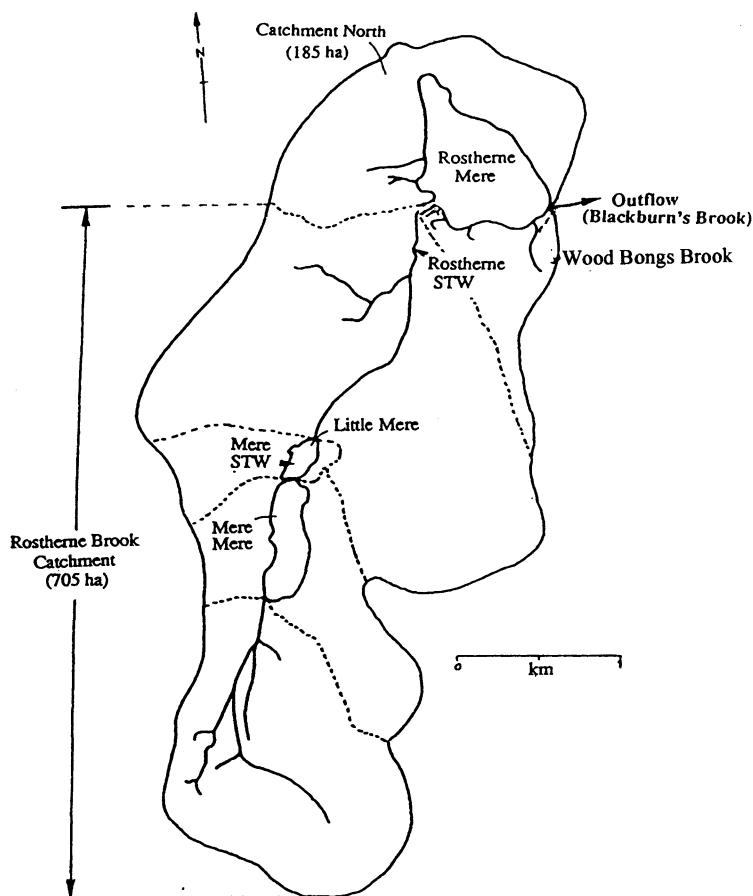 N
Catchment North
(185 ha)
Rostherne
Mere
Outflow
(Blackburn's Brook)
Wood Bongs Brook
Rostherne
STW
Little Mere
Mere
STW
Mere
Mere
Rostherne Brook
Catchment
(705 ha)
0 1
km